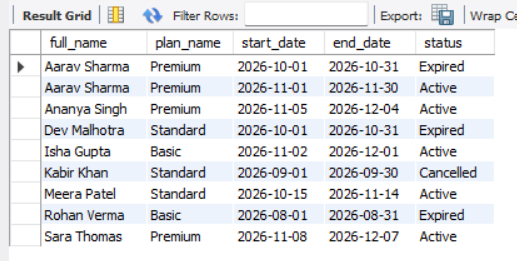 Result Grid Filter Rows: Export: Wrap Ce
full_name plan_name start_date end_date status
Aarav Sharma Premium 2026-10-01 2026-10-31 Expired
Aarav Sharma Premium 2026-11-01 2026-11-30 Active
Ananya Singh Premium 2026-11-05 2026-12-04 Active
Dev Malhotra Standard 2026-10-01 2026-10-31 Expired
Isha Gupta Basic 2026-11-02 2026-12-01 Active
Kabir Khan Standard 2026-09-01 2026-09-30 Cancelled
Meera Patel Standard 2026-10-15 2026-11-14 Active
Rohan Verma Basic 2026-08-01 2026-08-31 Expired
Sara Thomas Premium 2026-11-08 2026-12-07 Active